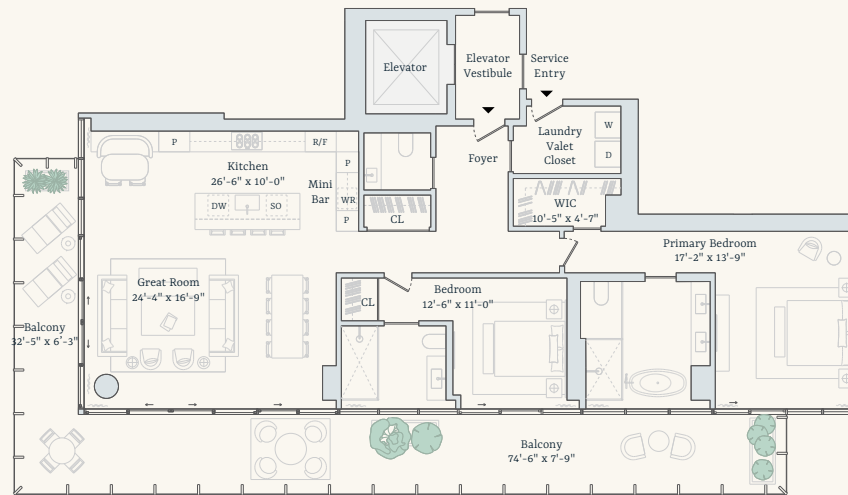 Elevator
Elevator
Vestibule
Service
Entry
Laundry
Valet
Closet
W
D
P
R/F
Kitchen
26'-6" x 10'-0"
Foyer
P
Mini
Bar
WR
P
DW
SO
CL
WIC
10'-5" x 4'-7"
Primary Bedroom
17'-2" x 13'-9"
Great Room
24'-4" x 16'-9"
CL
Bedroom
12'-6" x 11'-0"
Balcony
32'-5" x 6'-3"
Balcony
74'-6" x 7'-9"